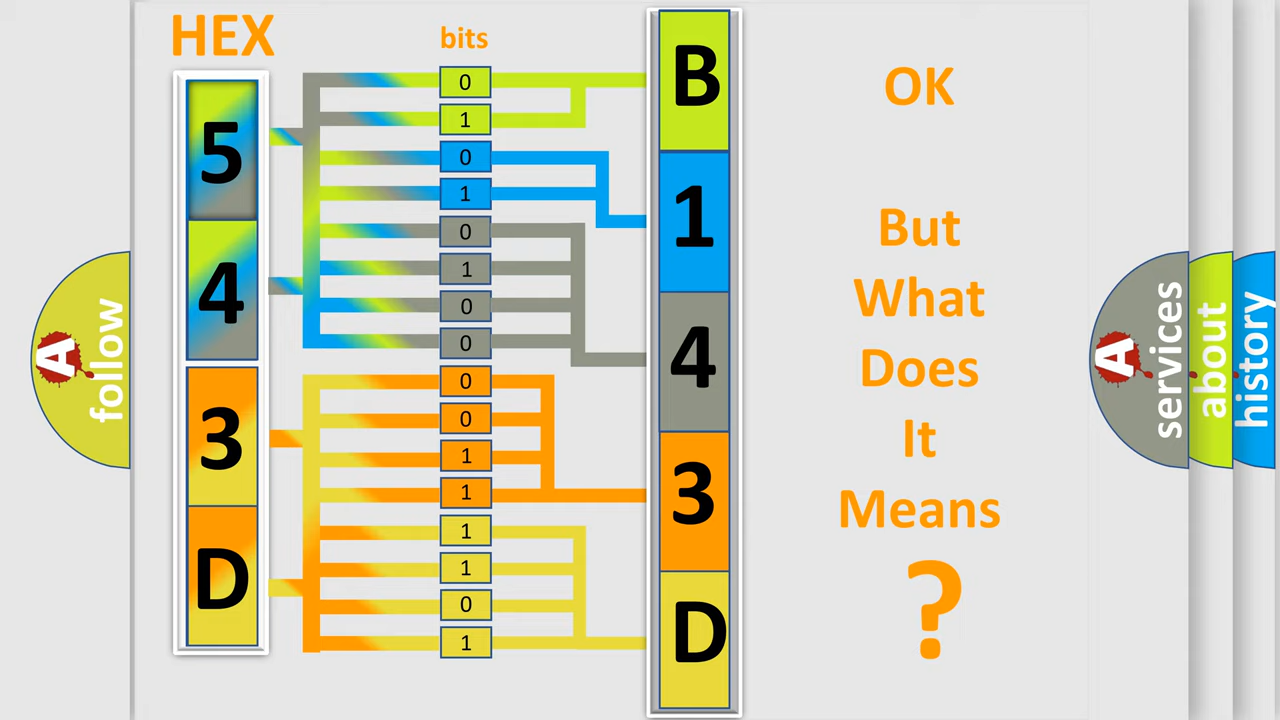 HEX
bits
5
4
3
D
0
1
0
1
0
1
0
0
0
0
1
1
1
1
0
1
B
1
4
3
D
OK
But
What
Does
It
Means
?
A
follow
A
services
about
history